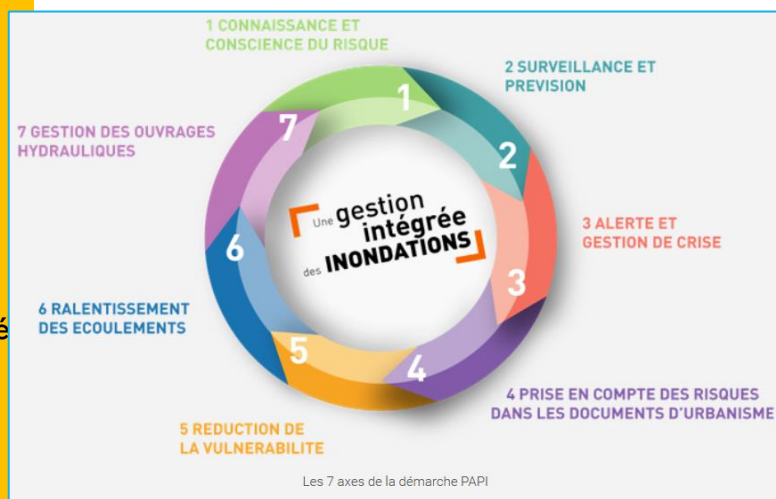 1 CONNAISSANCE ET
CONSCIENCE DU RISQUE
2 SURVEILLANCE ET
PREVISION
7 GESTION DES OUVRAGES
HYDRAULIQUES
3 ALERTE ET
GESTION DE CRISE
6 RALENTISSEMENT
DES ECOULEMENTS
4 PRISE EN COMPTE DES RISQUES
DANS LES DOCUMENTS D'URBANISME
5 REDUCTION DE
LA VULNERABILITE
1
2
3
4
5
6
7
Une gestion
intégrée
des INONDATIONS
é
Les 7 axes de la démarche PAPI